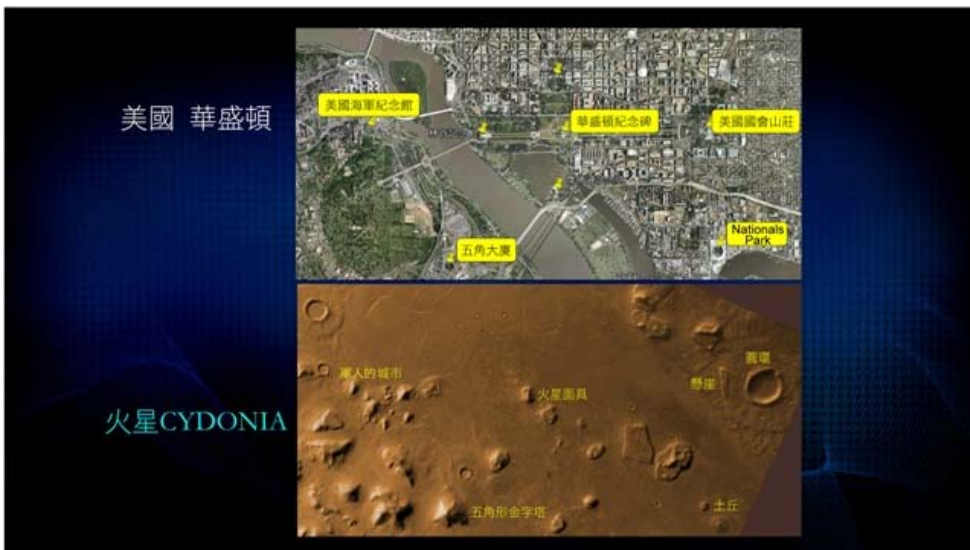 美國 華盛頓
美國海軍紀念館
華盛頓紀念碑
美國國會山莊
Nationals
Park
五角大廈
火星CYDONIA
圓環
懸崖
火星面具
五角形金字塔
土丘